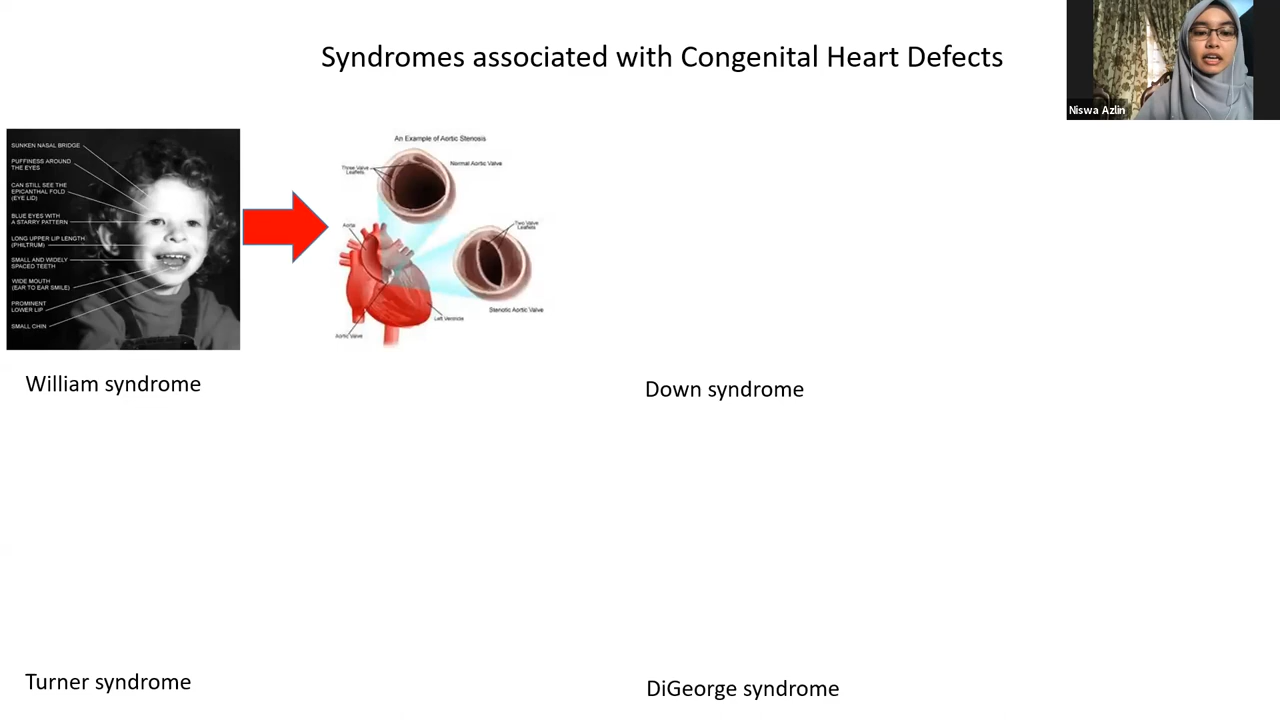 Syndromes associated with Congenital Heart Defects
Niswa Azlin
SUNKEN NASAL BRIDGE
PUFFINESS AROUND
THE EYES
CAN STILL SEE THE
EPICANTHAL FOLD
(EYE LID)
BLUE EYES WITH
A STARRY PATTERN
LONG UPPER LIP LENGTH
(PHILTRUM)
SMALL AND WIDELY
SPACED TEETH
WIDE MOUTH
(EAR TO EAR SMILE)
PROMINENT
LOWER LIP
SMALL CHIN
An Example of Aortic Stenosis
Three Valve
Leaflets
Normal Aortic Valve
Aorta
Two Valve
Leaflets
Stenotic Aortic Valve
Left Ventricle
Aortic Valve
William syndrome
Down syndrome
Turner syndrome
DiGeorge syndrome